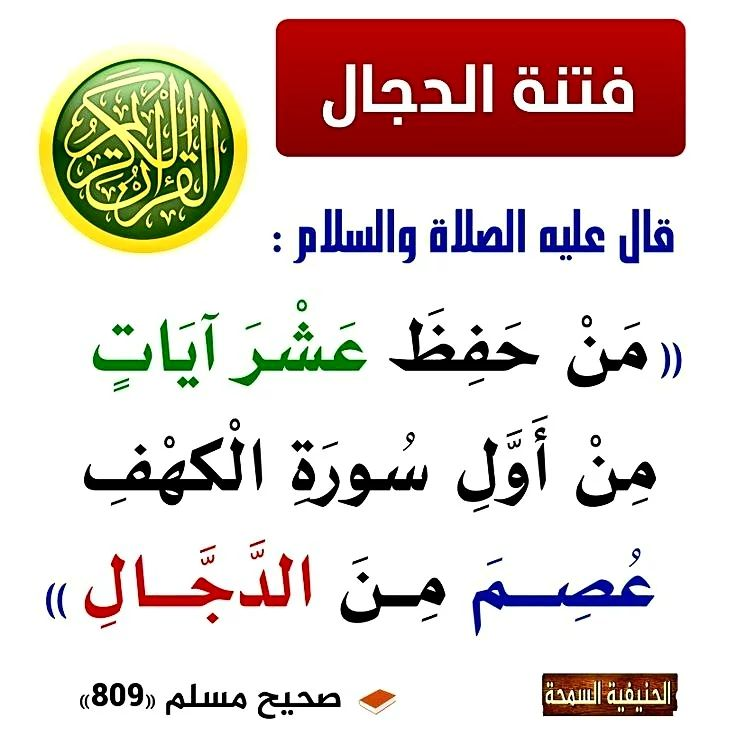 فتنة الدجال
القرآن الكريم
قال عليه الصلاة والسلام :
(( مَنْ حَفِظَ عَشْرَ آيَاتٍ
مِنْ أَوَّلِ سُورَةِ الْكَهْفِ
عُصِمَ مِنَ الدَّجَّالِ ))
صحيح مسلم ((809))
الحنيفية السمحة